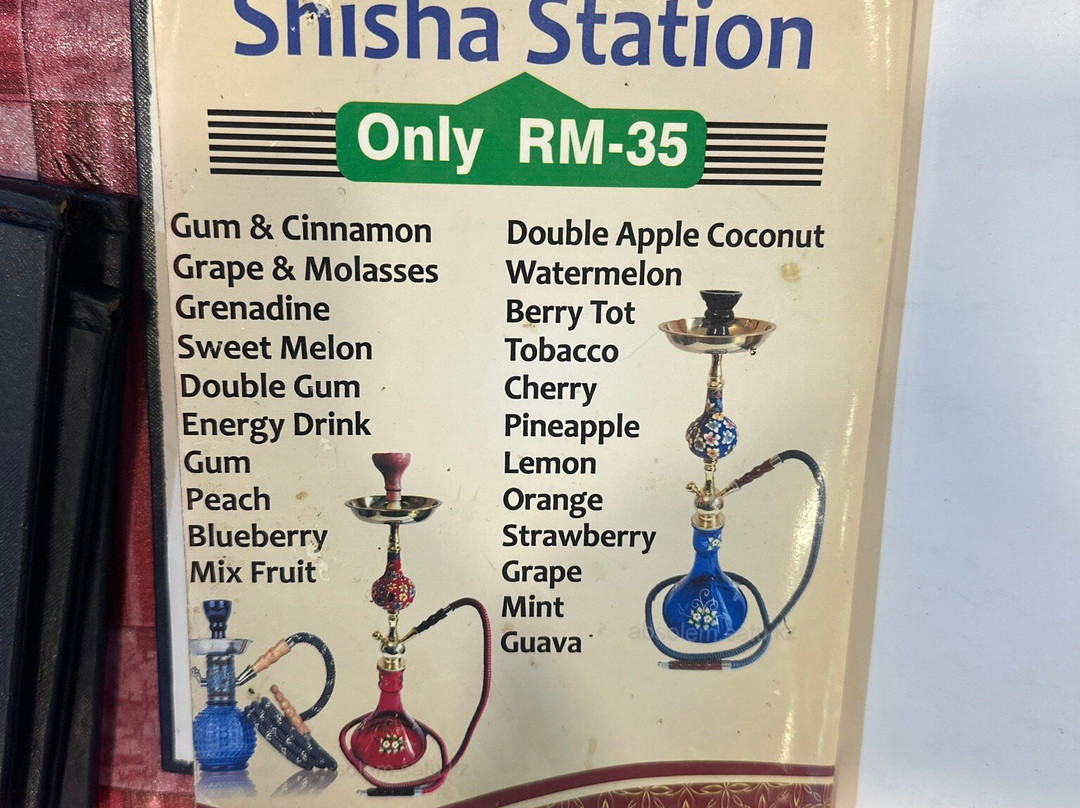 Shisha Station
Only RM-35
Gum & Cinnamon
Grape & Molasses
Grenadine
Sweet Melon
Double Gum
Energy Drink
Gum
Peach
Blueberry
Mix Fruit
Double Apple Coconut
Watermelon
Berry Tot
Tobacco
Cherry
Pineapple
Lemon
Orange
Strawberry
Grape
Mint
Guava